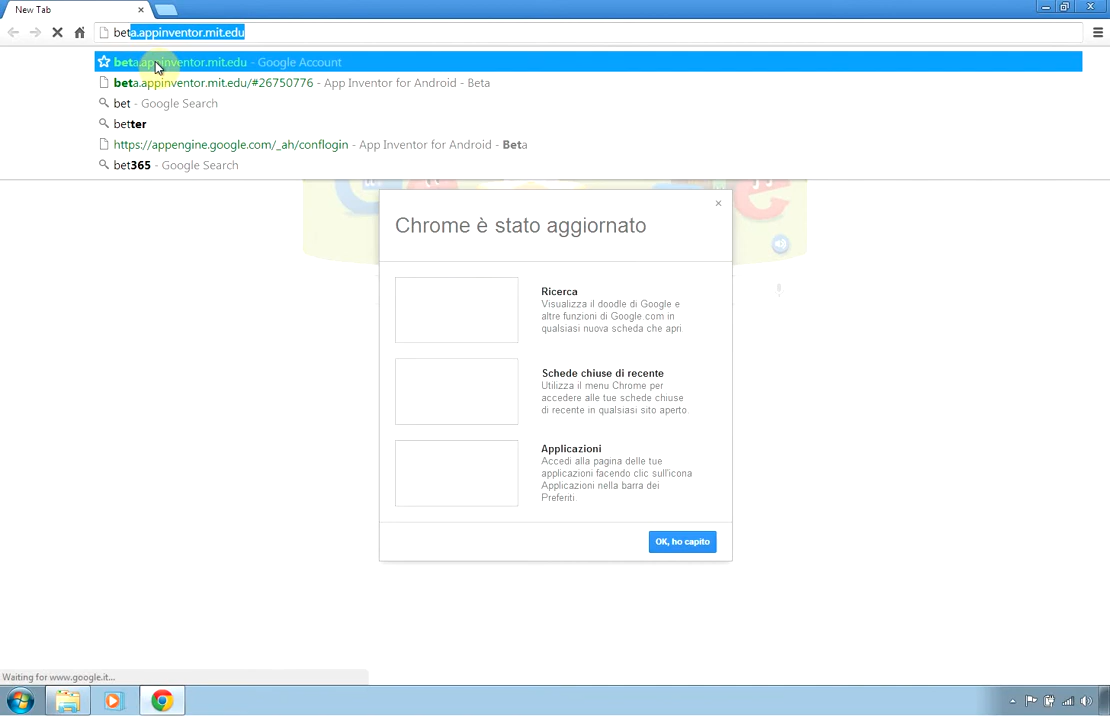 New Tab
beta.appinventor.mit.edu
beta.appinventor.mit.edu - Google Account
beta.appinventor.mit.edu/#26750776 - App Inventor for Android - Beta
bet - Google Search
better
https://appengine.google.com/_ah/conflogin - App Inventor for Android - Beta
bet365 - Google Search
Chrome è stato aggiornato
Ricerca
Visualizza il doodle di Google e
altre funzioni di Google com in
qualsiasi nuova scheda che apri
Schede chiuse di recente
Utilizza il menu Chrome per
accedere alle tue schede chiuse
di recente in qualsiasi sito aperto.
Applicazioni
Accedi alla pagina delle tue
applicazioni facendo clic sull'icona
Applicazioni nella barra dei
Preferiti.
OK, ho capito
Waiting for www.google.it...